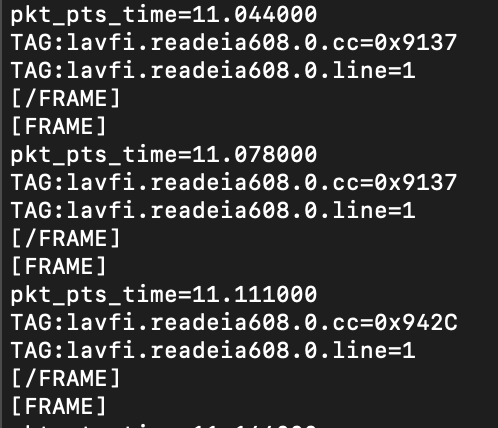 pkt_pts_time=11.044000
TAG:lavfi.readeia608.0.cc=0x9137
TAG:lavfi.readeia608.0.line=1
[/FRAME]
[FRAME]
pkt_pts_time=11.078000
TAG:lavfi.readeia608.0.cc=0x9137
TAG:lavfi.readeia608.0.line=1
[/FRAME]
[FRAME]
pkt_pts_time=11.111000
TAG:lavfi.readeia608.0.cc=0x942C
TAG:lavfi.readeia608.0.line=1
[/FRAME]
[FRAME]